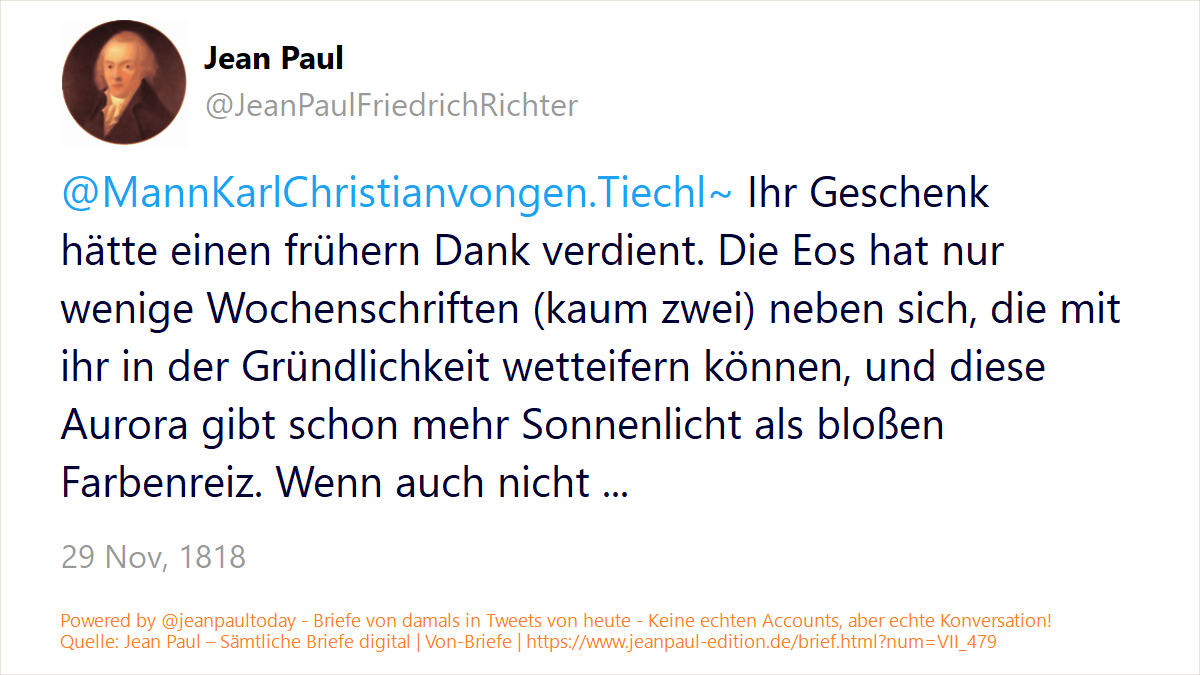 Jean Paul
@JeanPaulFriedrichRichter
@MannKarlChristianvongen.Tiechl~ Ihr Geschenk
hätte einen frühern Dank verdient. Die Eos hat nur
wenige Wochenschriften (kaum zwei) neben sich, die mit
ihr in der Gründlichkeit wetteifern können, und diese
Aurora gibt schon mehr Sonnenlicht als bloßen
Farbenreiz. Wenn auch nicht ...
29 Nov, 1818
Powered by @jeanpaultoday - Briefe von damals in Tweets von heute - Keine echten Accounts, aber echte Konversation!
Quelle: Jean Paul – Sämtliche Briefe digital | Von-Briefe | https://www.jeanpaul-edition.de/brief.html?num=VII_479